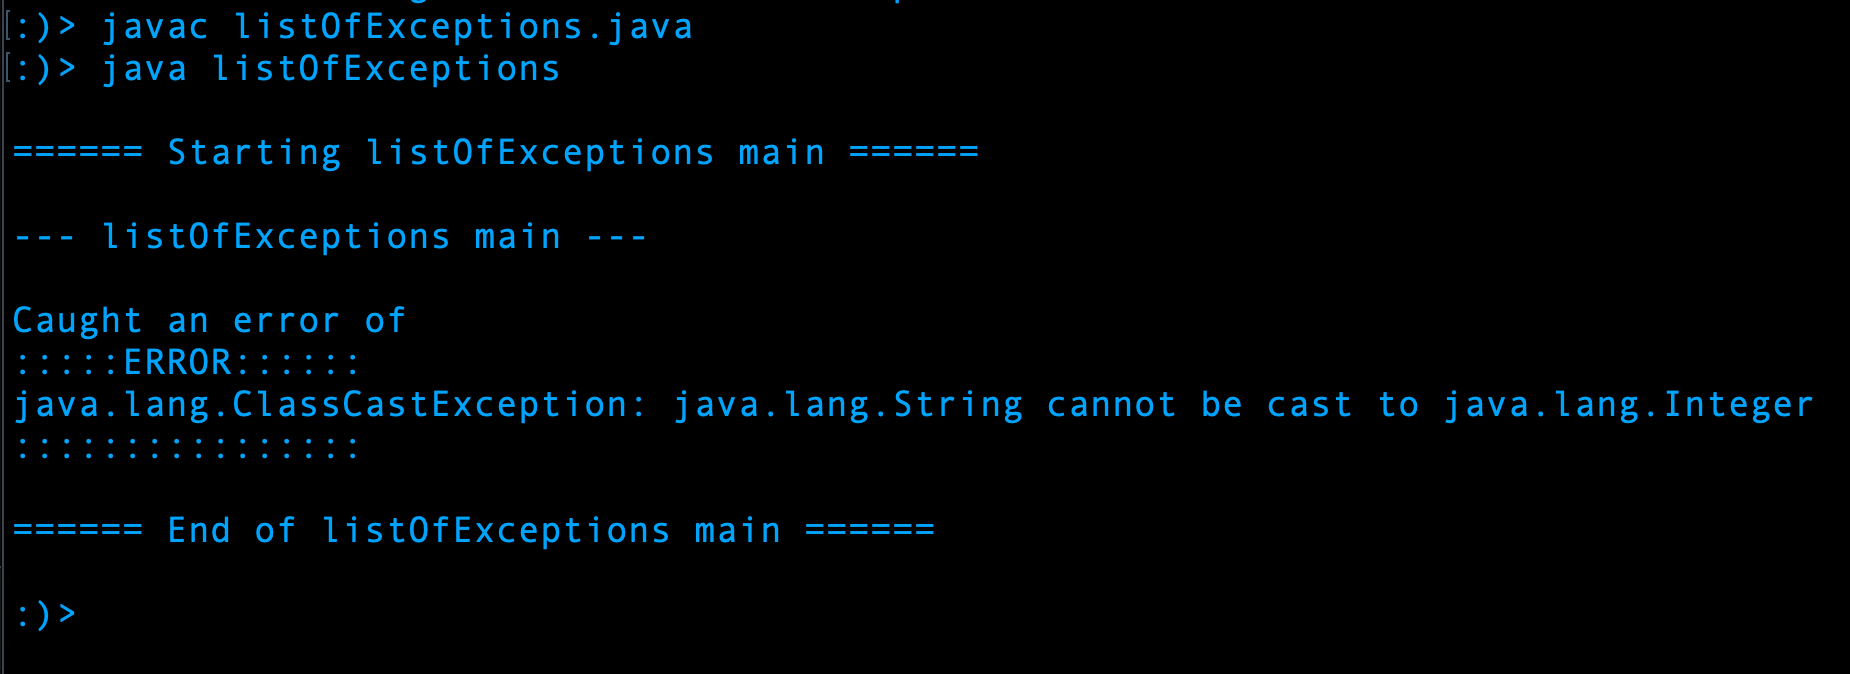 [:)> javac listOfExceptions.java
[:)> java listOfExceptions
====== Starting listOfExceptions main ======
--- listOfExceptions main ---
Caught an error of
:::::ERROR::::::
java.lang.ClassCastException: java.lang.String cannot be cast to java.lang.Integer
::::::::::::::::
====== End of listOfExceptions main ======
:)>